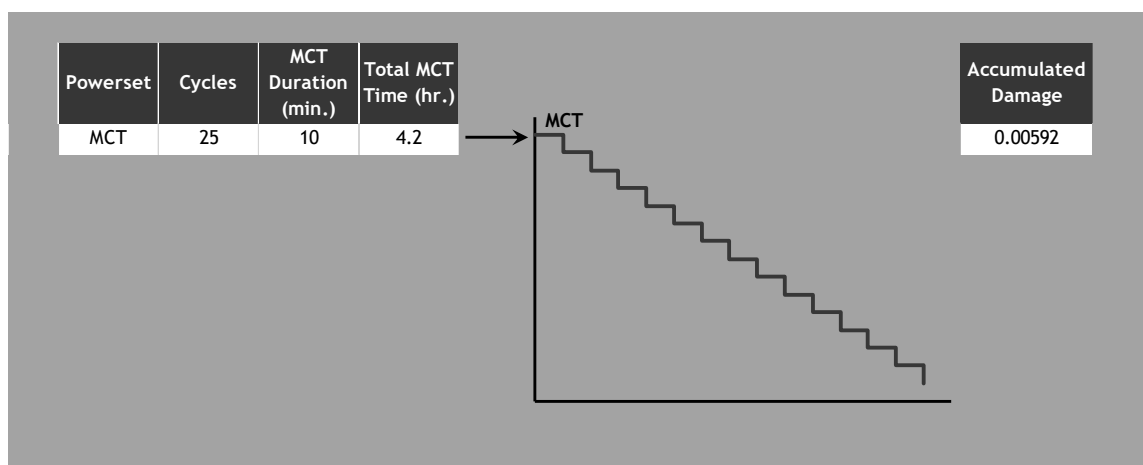 Powerset Cycles MCT Duration (min.) Total MCT Time (hr.)
MCT 25 10 4.2
MCT
Accumulated Damage
0.00592